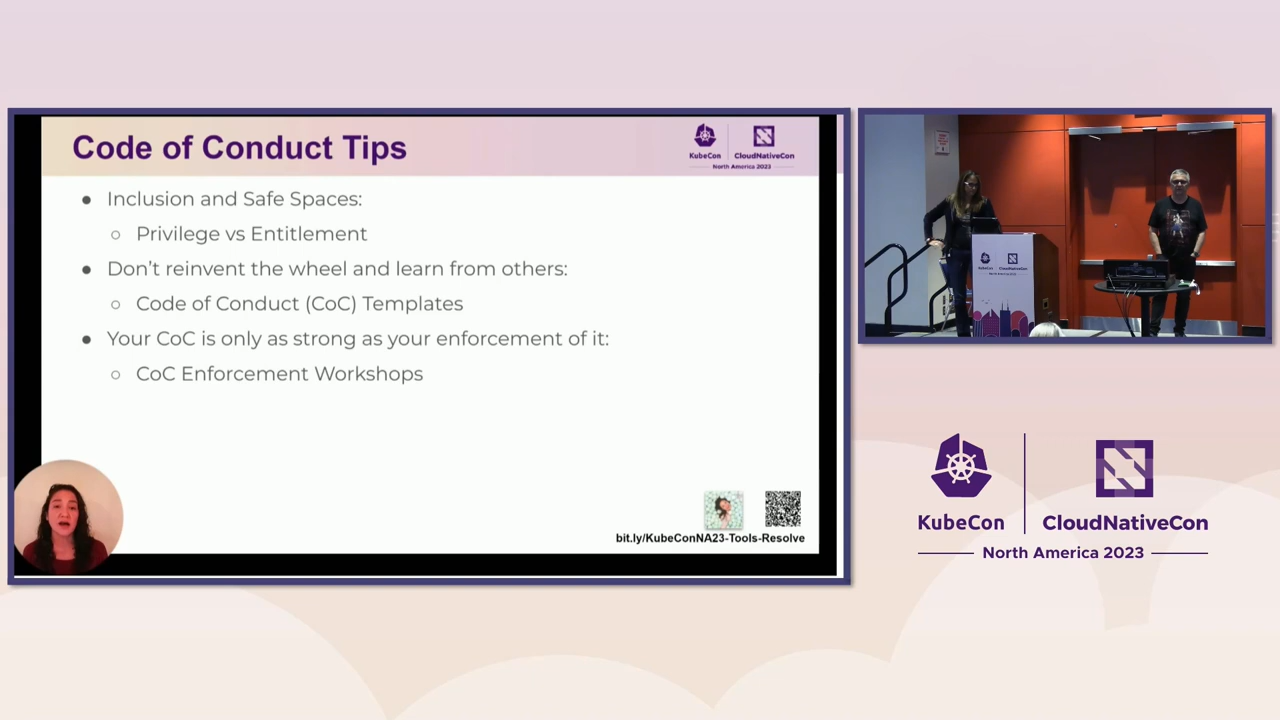 Code of Conduct Tips
KubeCon
CloudNativeCon
North America 2023
● Inclusion and Safe Spaces:
○ Privilege vs Entitlement
● Don't reinvent the wheel and learn from others:
○ Code of Conduct (CoC) Templates
● Your CoC is only as strong as your enforcement of it:
○ CoC Enforcement Workshops
bit.ly/KubeConNA23-Tools-Resolve
KubeCon
CloudNativeCon
KubeCon
CloudNativeCon
North America 2023